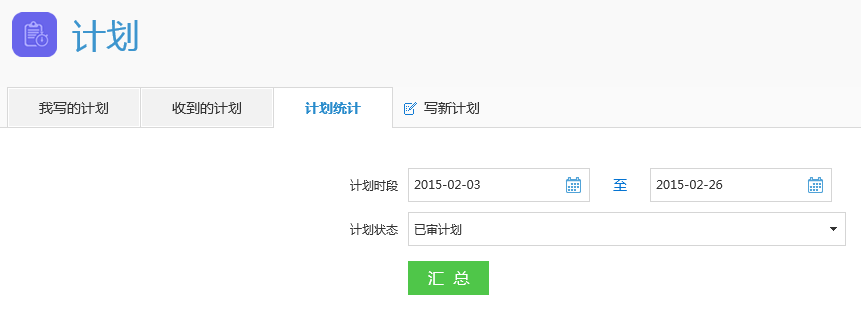 计划
我写的计划 收到的计划 计划统计 写新计划
计划时段 2015-02-03 至 2015-02-26
计划状态 已审计划
汇 总